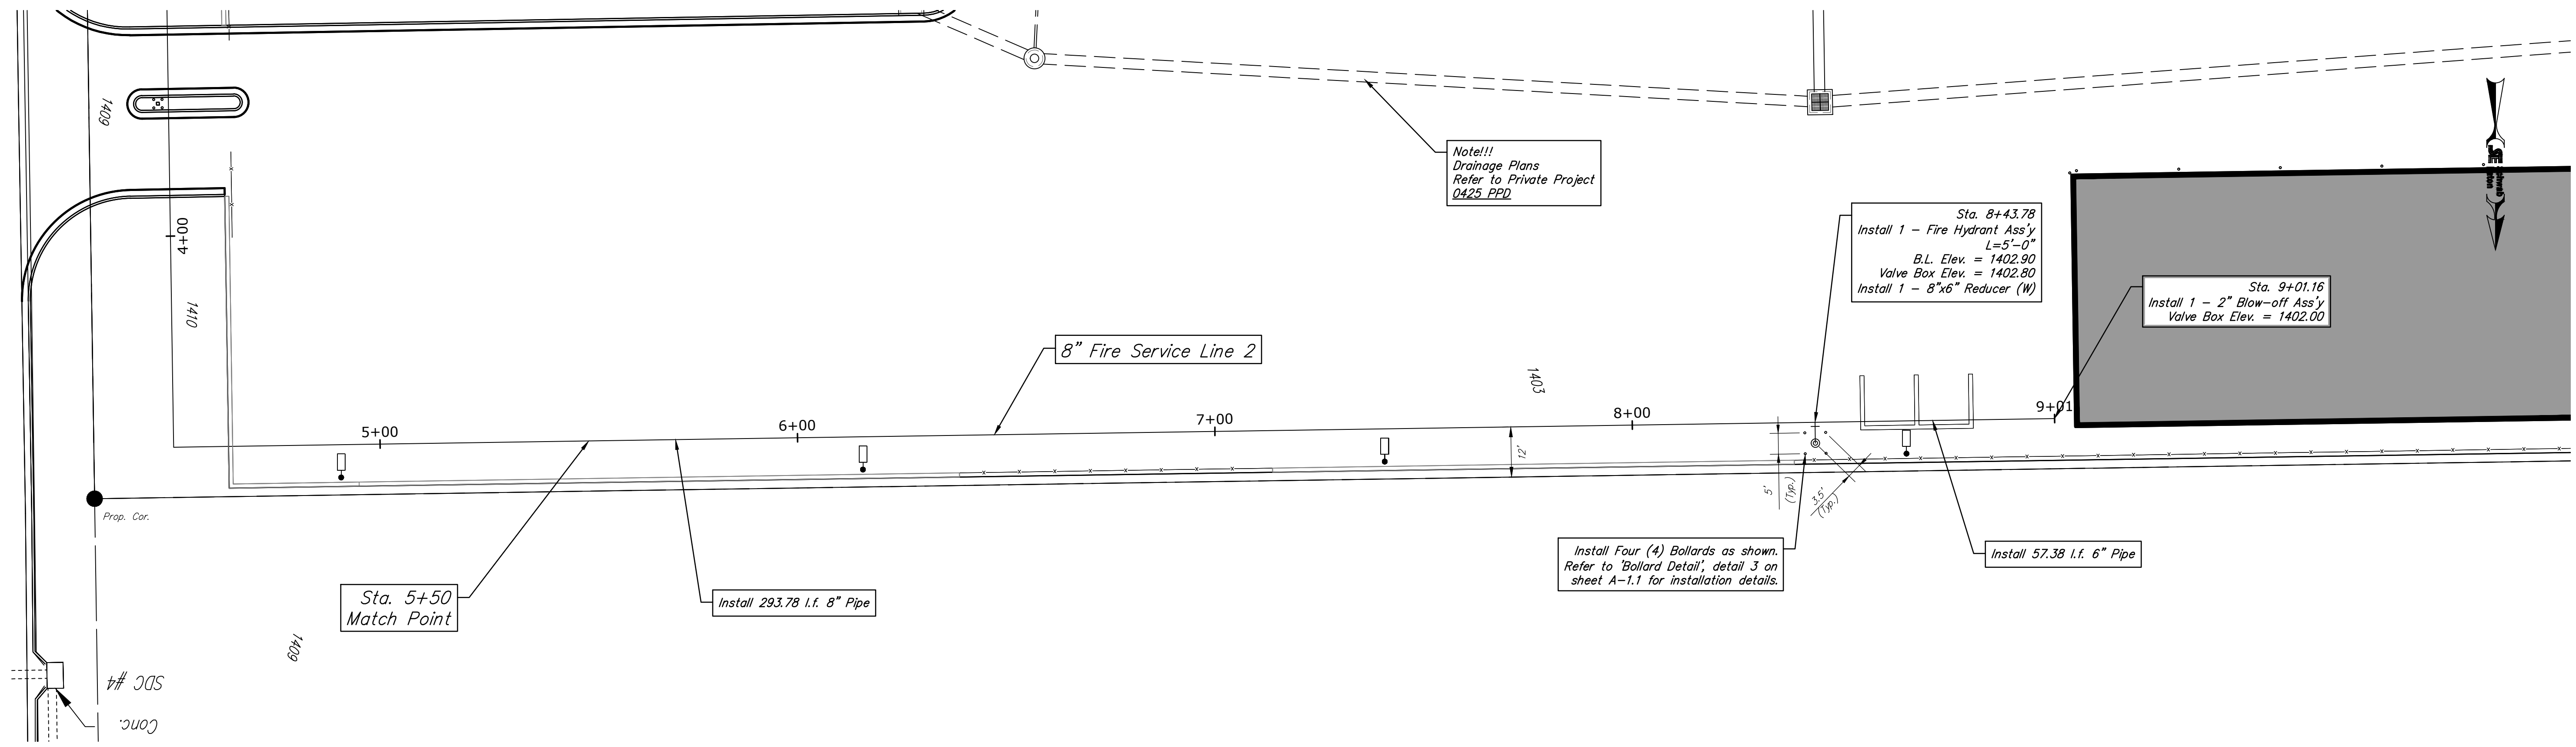 1409
4+00
1410
Note!!!
Drainage Plans
Refer to Private Project
0425 PPD
Sta. 8+43.78
Install 1 - Fire Hydrant Ass'y
L=5'-0"
B.L. Elev. = 1402.90
Valve Box Elev. = 1402.80
Install 1 - 8"x6" Reducer (W)
Sta. 9+01.16
Install 1 - 2" Blow-off Ass'y
Valve Box Elev. = 1402.00
8" Fire Service Line 2
1403
5+00
6+00
7+00
8+00
9+01
12'
5'
(Typ.)
3.5'
(Typ.)
Prop. Cor.
Install Four (4) Bollards as shown.
Refer to 'Bollard Detail', detail 3 on
sheet A-1.1 for installation details.
Install 57.38 l.f. 6" Pipe
Sta. 5+50
Match Point
Install 293.78 l.f. 8" Pipe
1409
SDC #4
Conc.